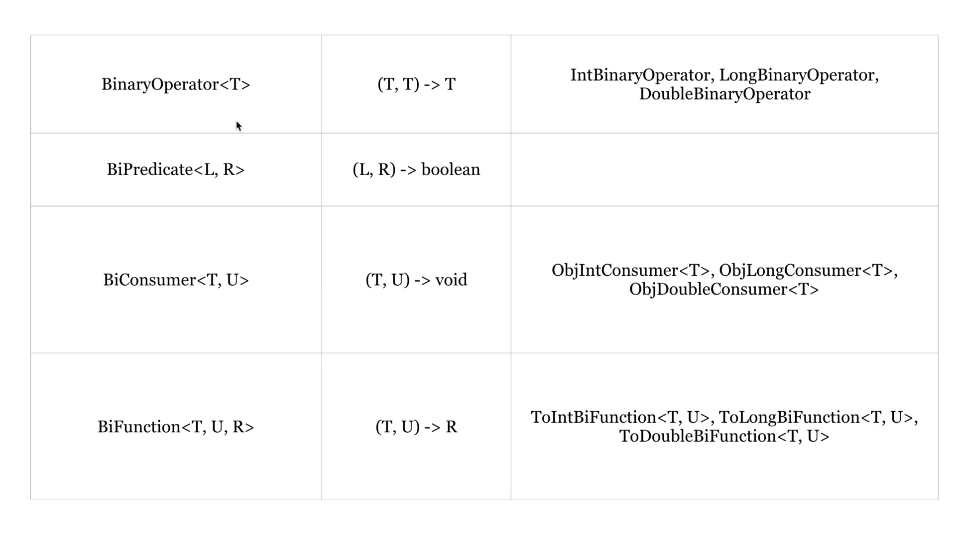 BinaryOperator<T>
(T, T) -> T
IntBinaryOperator, LongBinaryOperator,
DoubleBinaryOperator
BiPredicate<L, R>
(L, R) -> boolean
BiConsumer<T, U>
(T, U) -> void
ObjIntConsumer<T>, ObjLongConsumer<T>,
ObjDoubleConsumer<T>
BiFunction<T, U, R>
(T, U) -> R
ToIntBiFunction<T, U>, ToLongBiFunction<T, U>,
ToDoubleBiFunction<T, U>